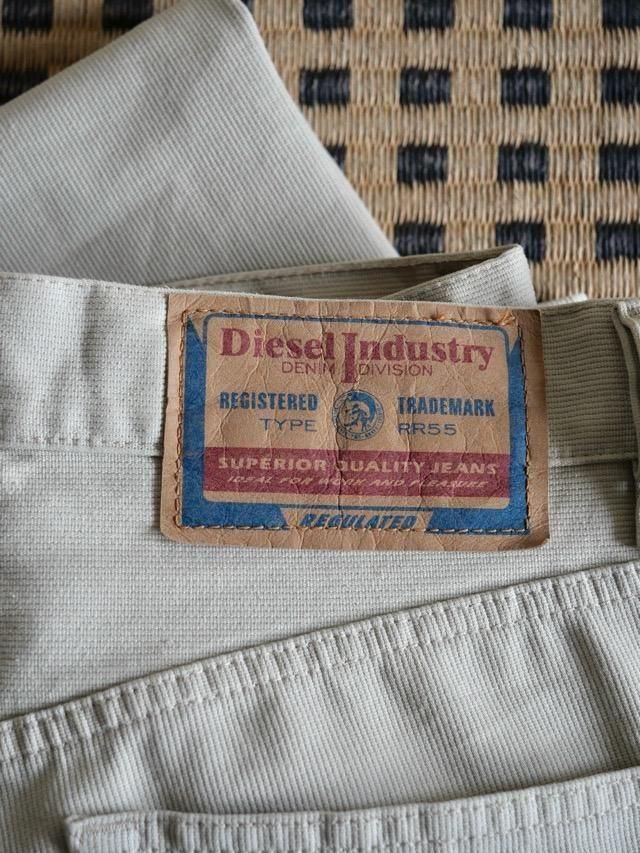 Diesel Industry
DENIM DIVISION
REGISTERED TRADEMARK
TYPE RR55
SUPERIOR QUALITY JEANS
IDEAL FOR WORK AND PLEASURE
REGULATED